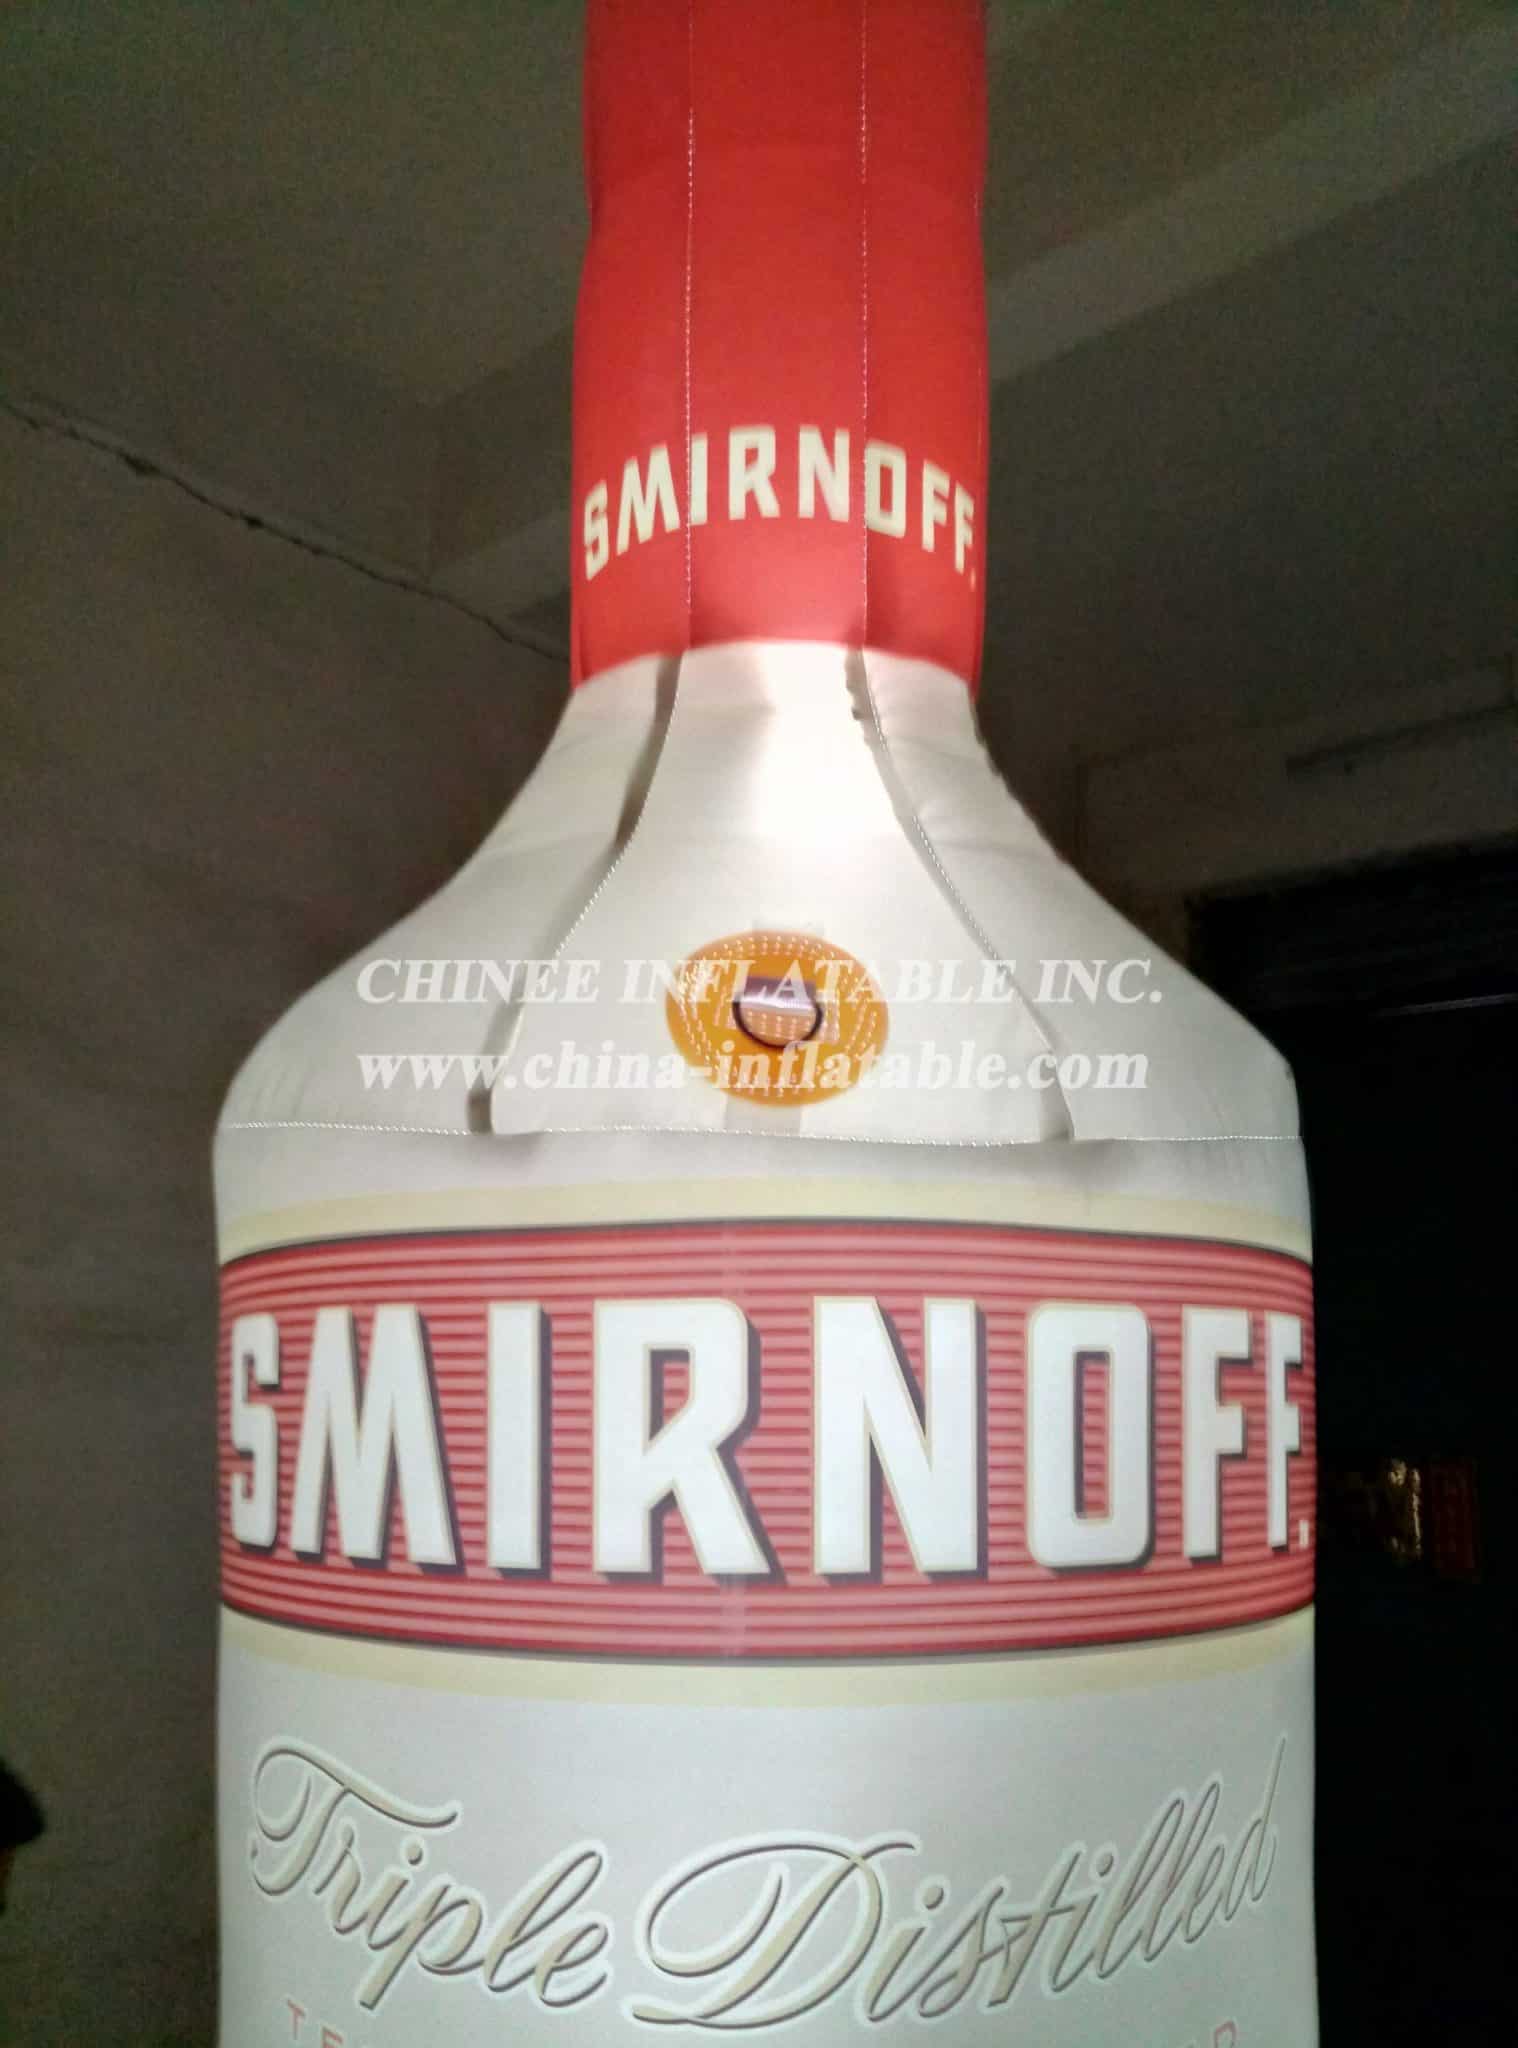 SMIRNOFF.
CHINEE INFLATABLE INC.
www.china-inflatable.com
SMIRNOFF.
Triple Distilled